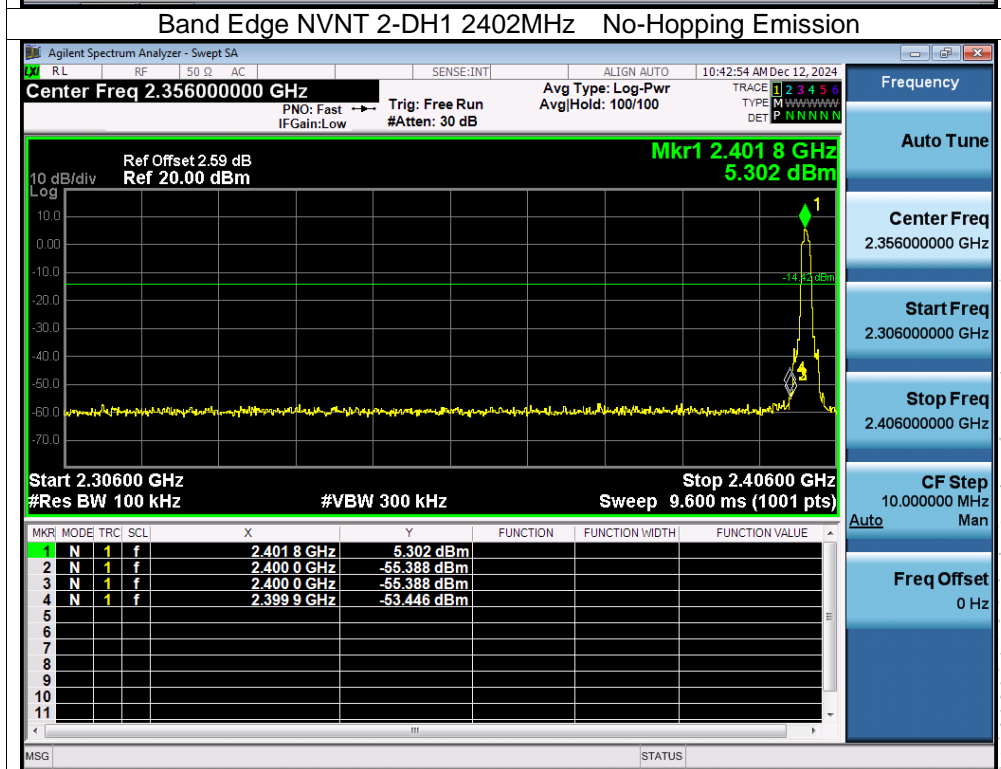 Band Edge NVNT 2-DH1 2402MHz    No-Hopping Emission
Agilent Spectrum Analyzer - Swept SA
LXI RL RF 50 Ω AC SENSE:INT ALIGN AUTO 10:42:54 AM Dec 12, 2024
Center Freq 2.356000000 GHz
PNO: Fast
IFGain:Low
Trig: Free Run
#Atten: 30 dB
Avg Type: Log-Pwr
Avg|Hold: 100/100
TRACE 1 2 3 4 5 6
TYPE M WWWWW
DET P N N N N N
Mkr1 2.401 8 GHz
5.302 dBm
Ref Offset 2.59 dB
10 dB/div Ref 20.00 dBm
Log
1
10.0
0.00
-10.0
-14.42 dBm
-20.0
-30.0
-40.0
-50.0
-60.0
-70.0
Start 2.30600 GHz Stop 2.40600 GHz
#Res BW 100 kHz #VBW 300 kHz Sweep 9.600 ms (1001 pts)
MKR MODE TRC SCL X Y FUNCTION FUNCTION WIDTH FUNCTION VALUE
1 N 1 f 2.401 8 GHz 5.302 dBm
2 N 1 f 2.400 0 GHz -55.388 dBm
3 N 1 f 2.400 0 GHz -55.388 dBm
4 N 1 f 2.399 9 GHz -53.446 dBm
5
6
7
8
9
10
11
MSG STATUS
Frequency
Auto Tune
Center Freq
2.356000000 GHz
Start Freq
2.306000000 GHz
Stop Freq
2.406000000 GHz
CF Step
10.000000 MHz
Auto Man
Freq Offset
0 Hz